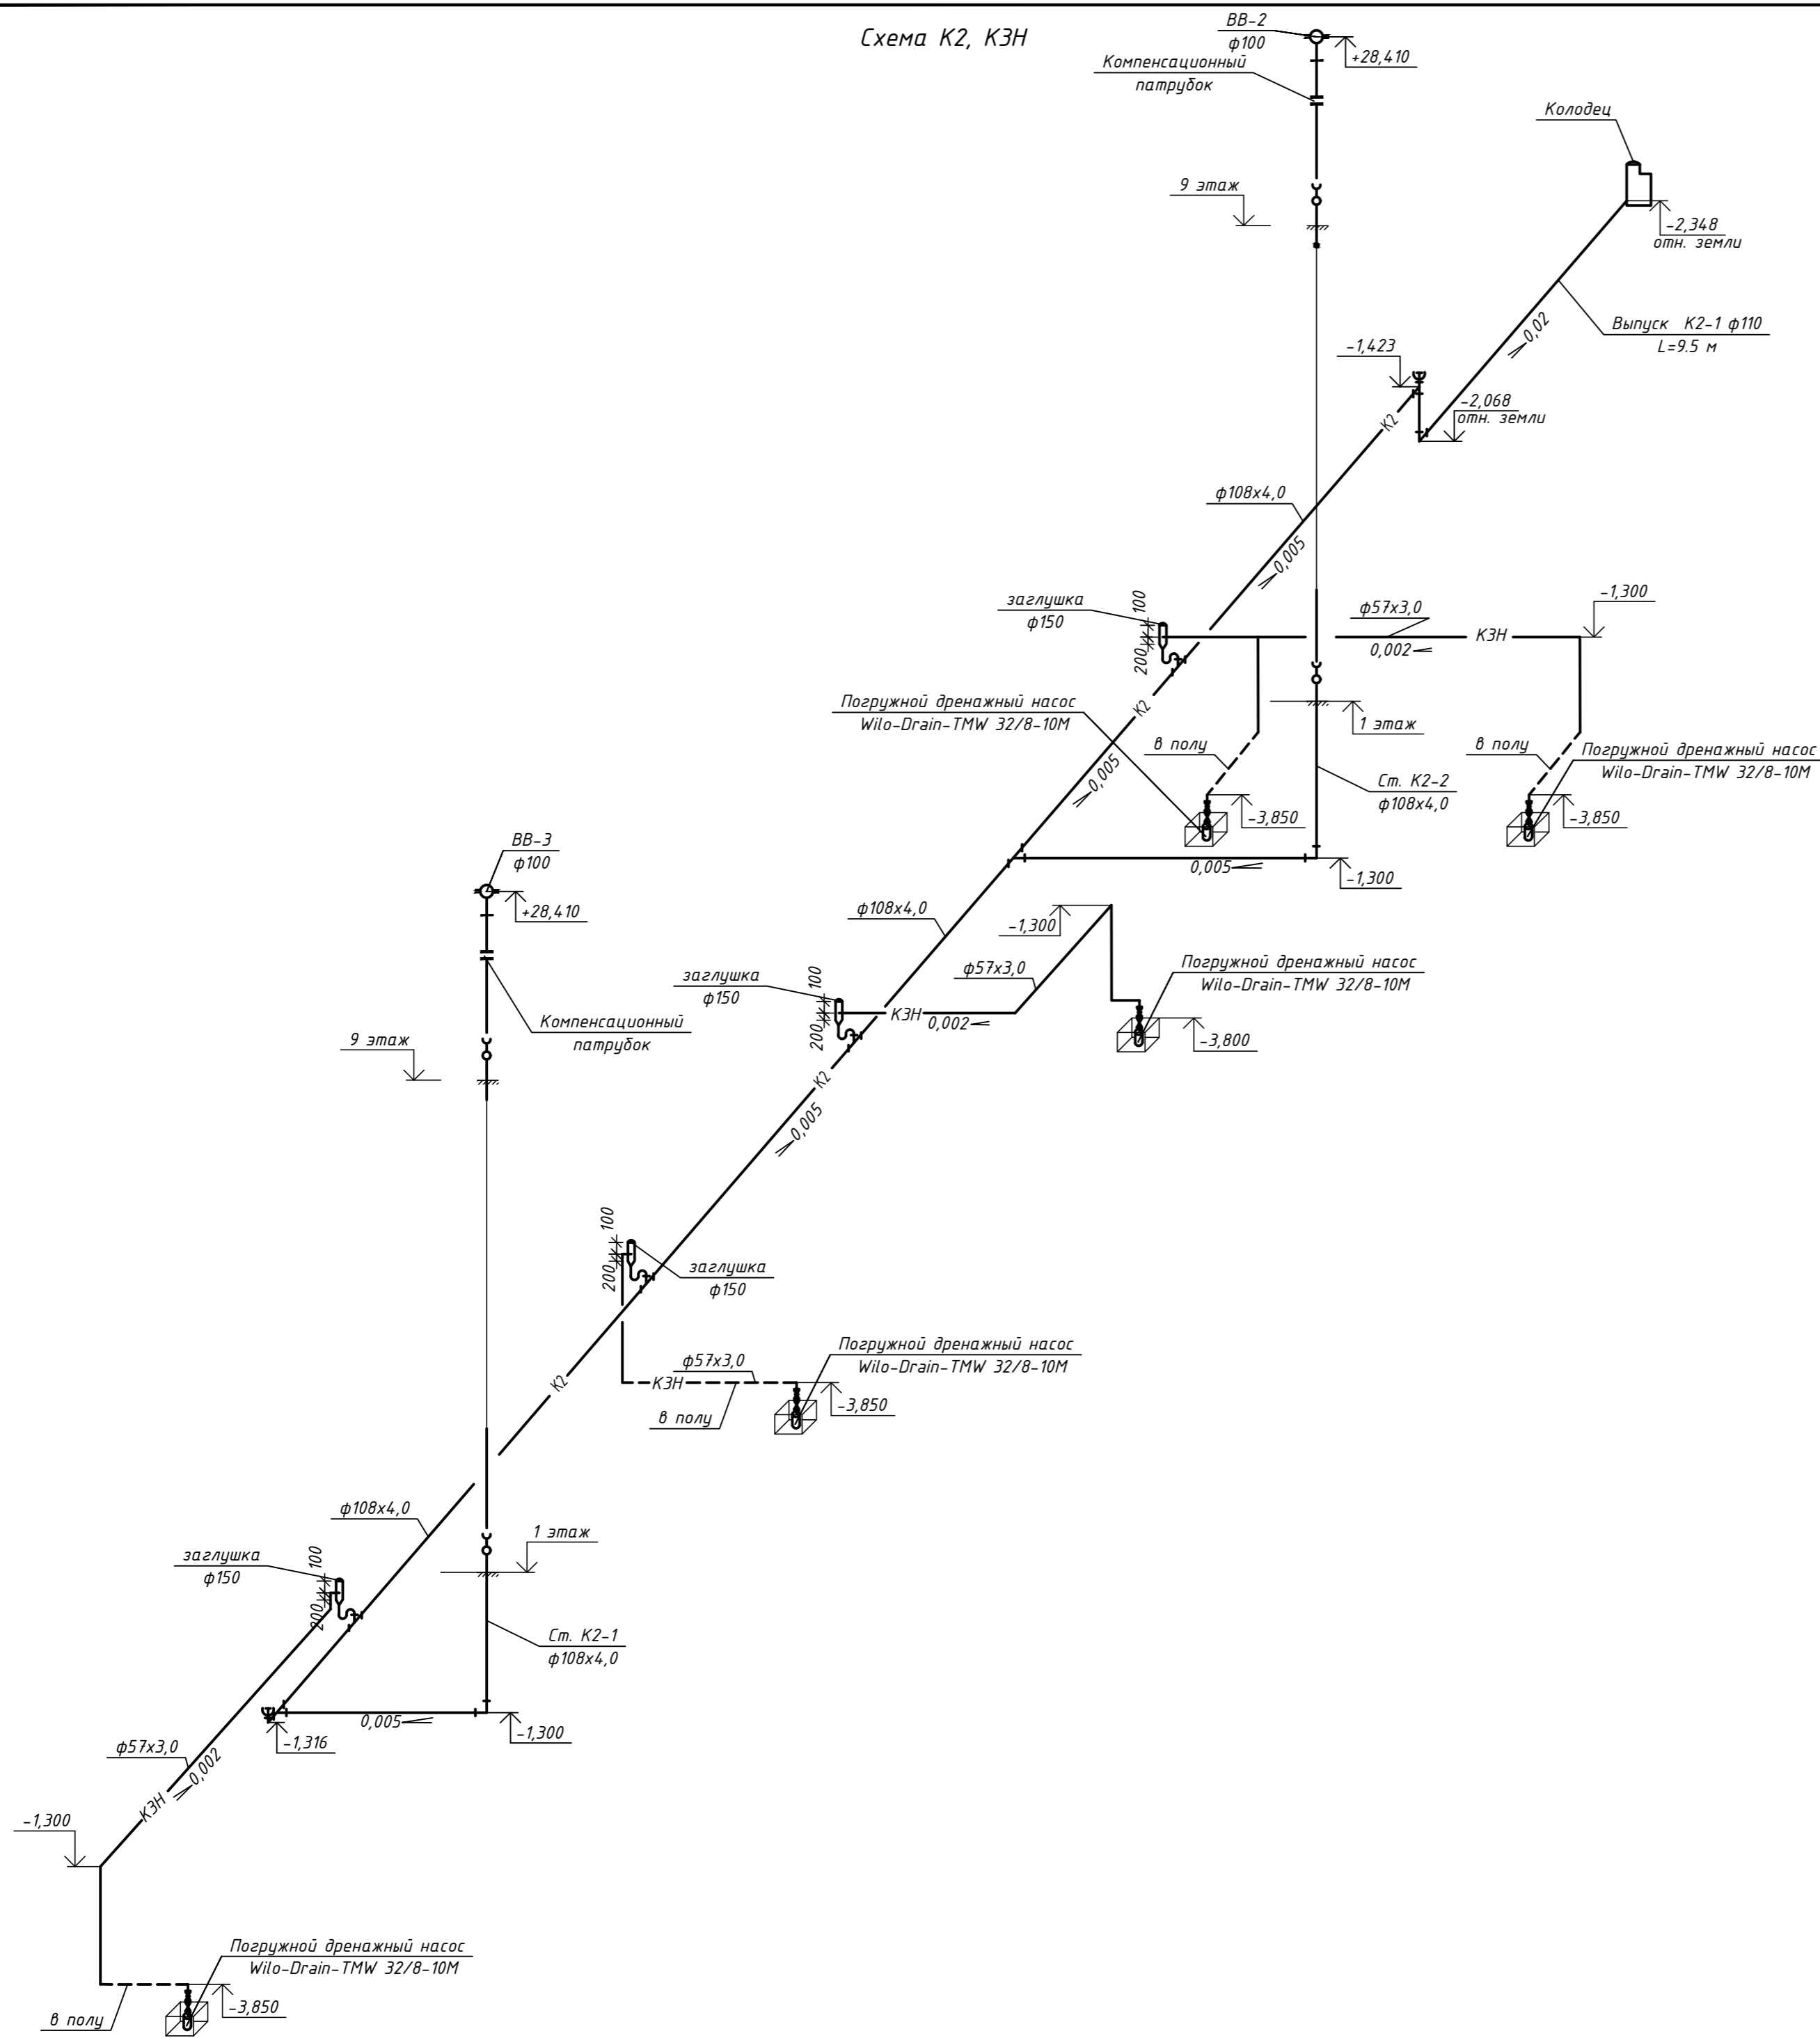 Схема К2, К3Н
ВВ-2
ф100
+28,410
Компенсационный
патрубок
Колодец
9 этаж
-2,348
отн. земли
Выпуск К2-1 ф110
L=9.5 м
0,02
-1,423
-2,068
отн. земли
К2
ф108х4,0
0,005
заглушка
ф150
100
200
ф57х3,0
К3Н
0,002
-1,300
Погружной дренажный насос
Wilo-Drain-TMW 32/8-10М
К2
0,005
в полу
1 этаж
в полу
Погружной дренажный насос
Wilo-Drain-TMW 32/8-10М
Ст. К2-2
ф108х4,0
-3,850
-3,850
0,005
-1,300
ВВ-3
ф100
+28,410
ф108х4,0
-1,300
ф57х3,0
Погружной дренажный насос
Wilo-Drain-TMW 32/8-10М
заглушка
ф150
100
200
К3Н
0,002
-3,800
Компенсационный
патрубок
9 этаж
К2
0,005
100
200
заглушка
ф150
Погружной дренажный насос
Wilo-Drain-TMW 32/8-10М
ф57х3,0
К3Н
К2
в полу
-3,850
ф108х4,0
1 этаж
заглушка
ф150
100
200
Ст. К2-1
ф108х4,0
0,005
-1,316
-1,300
ф57х3,0
0,002
К3Н
-1,300
Погружной дренажный насос
Wilo-Drain-TMW 32/8-10М
в полу
-3,850